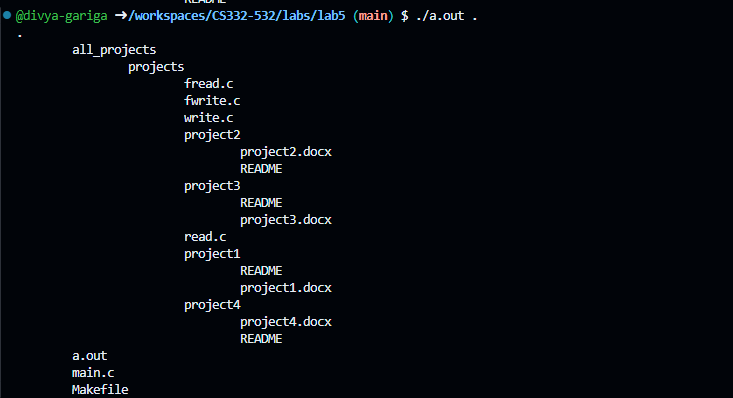 README
@divya-gariga ➜/workspaces/CS332-532/labs/lab5 (main) $ ./a.out .
.
all_projects
projects
fread.c
fwrite.c
write.c
project2
project2.docx
README
project3
README
project3.docx
read.c
project1
README
project1.docx
project4
project4.docx
README
a.out
main.c
Makefile